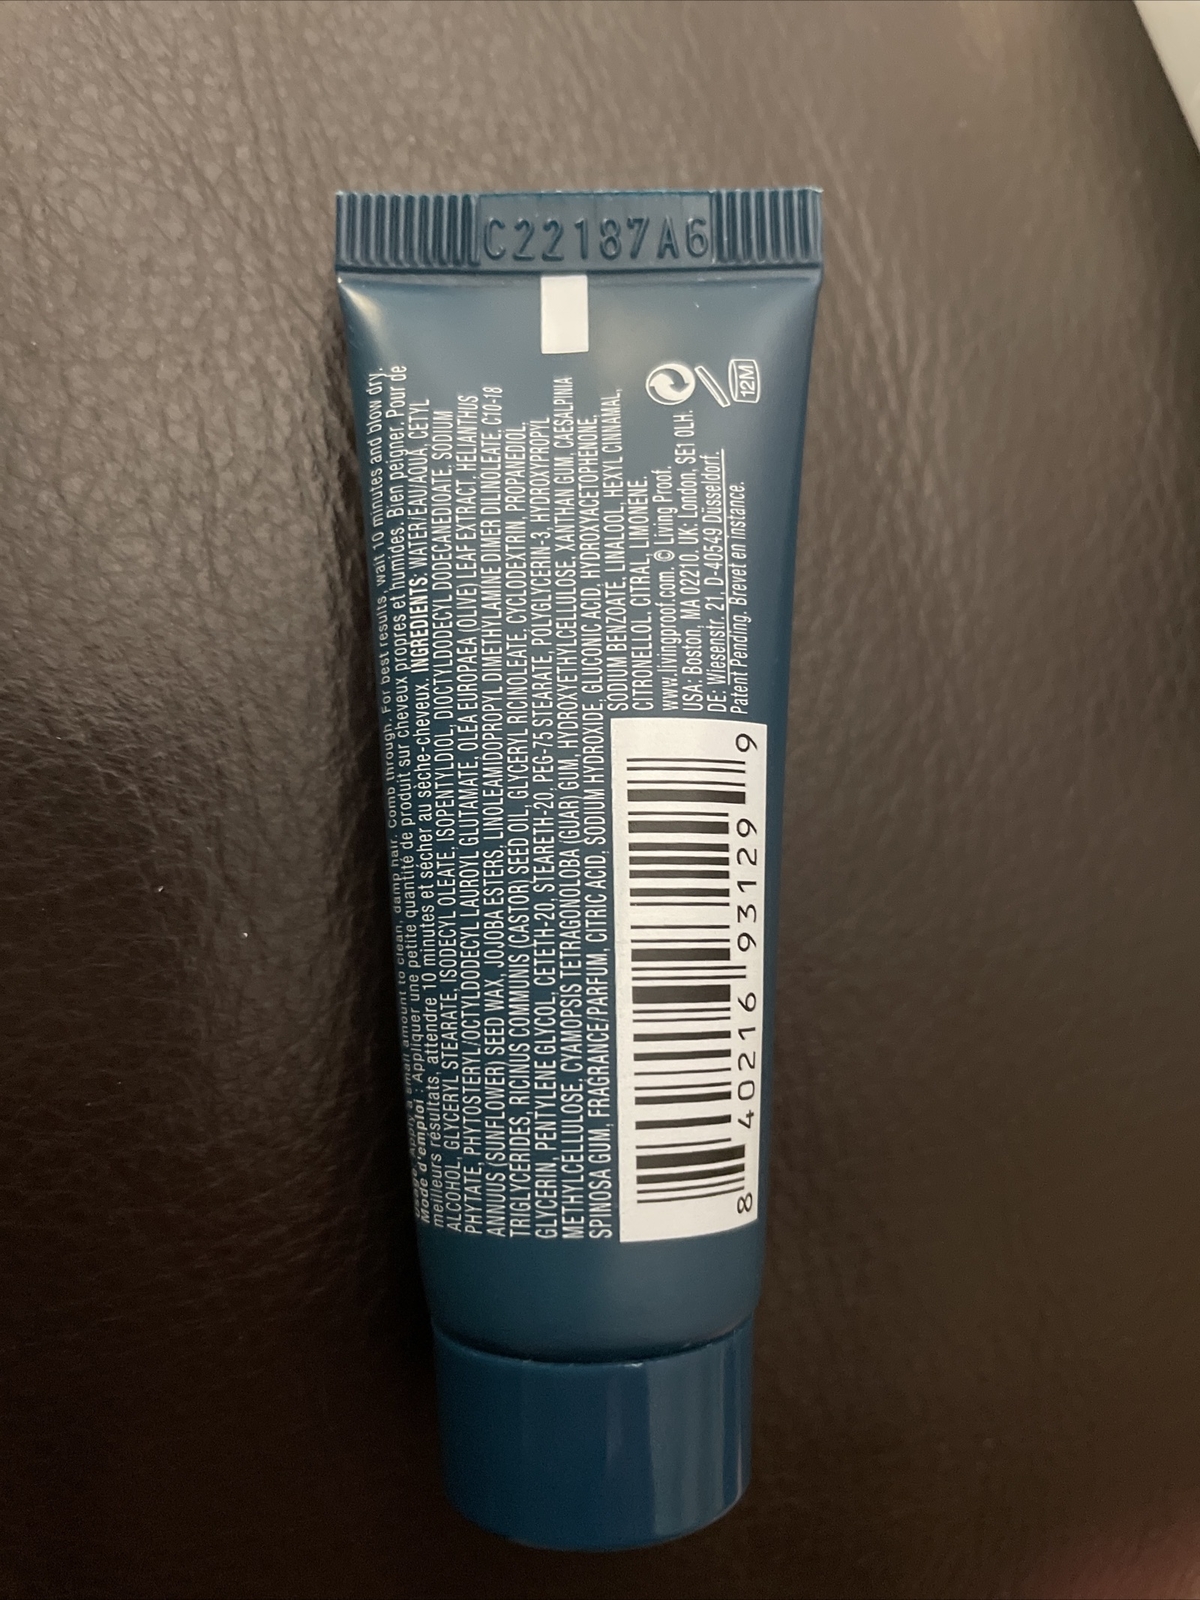 C22187A6
Usage: Apply a small amount to clean, damp hair. Comb through. For best results, wait 10 minutes and blow dry.
Mode d'emploi : Appliquer une petite quantité de produit sur cheveux propres et humides. Bien peigner. Pour de
meilleurs résultats, attendre 10 minutes et sécher au sèche-cheveux. INGREDIENTS: WATER/EAU/AQUA, CETYL
ALCOHOL, GLYCERYL STEARATE, ISODECYL OLEATE, ISOPENTYLDIOL, DIOCTYLDODECYL DODECANEDIOATE, SODIUM
PHYTATE, PHYTOSTERYL/OCTYLDODECYL LAUROYL GLUTAMATE, OLEA EUROPAEA (OLIVE) LEAF EXTRACT, HELIANTHUS
ANNUUS (SUNFLOWER) SEED WAX, JOJOBA ESTERS, LINOLEAMIDOPROPYL DIMETHYLAMINE DIMER DILINOLEATE, C10-18
TRIGLYCERIDES, RICINUS COMMUNIS (CASTOR) SEED OIL, GLYCERYL RICINOLEATE, CYCLODEXTRIN, PROPANEDIOL,
GLYCERIN, PENTYLENE GLYCOL, CETETH-20, STEARETH-20, PEG-75 STEARATE, POLYGLYCERIN-3, HYDROXYPROPYL
METHYLCELLULOSE, CYAMOPSIS TETRAGONOLOBA (GUAR) GUM, HYDROXYETHYLCELLULOSE, XANTHAN GUM, CAESALPINIA
SPINOSA GUM, FRAGRANCE/PARFUM, CITRIC ACID, SODIUM HYDROXIDE, GLUCONIC ACID, HYDROXYACETOPHENONE,
SODIUM BENZOATE, LINALOOL, HEXYL CINNAMAL,
CITRONELLOL, CITRAL, LIMONENE.
www.livingproof.com. © Living Proof.
USA: Boston, MA 02210. UK: London, SE1 0LH.
DE: Wiesenstr. 21, D-40549 Düsseldorf.
Patent Pending. Brevet en instance.
12M
8 40216 93129 9